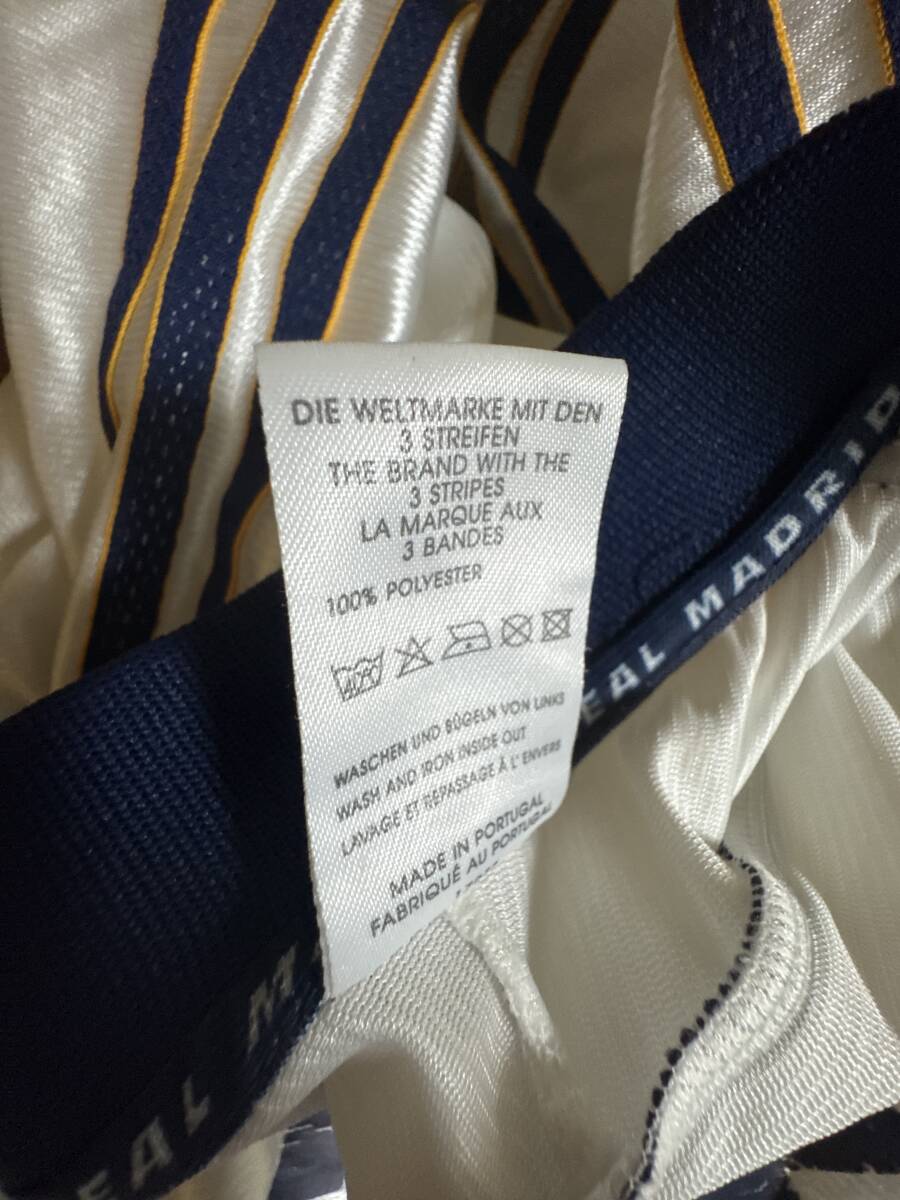 DIE WELTMARKE MIT DEN
3 STREIFEN
THE BRAND WITH THE
3 STRIPES
LA MARQUE AUX
3 BANDES
100% POLYESTER
WASCHEN UND BÜGELN VON LINKS
WASH AND IRON INSIDE OUT
LAVAGE ET REPASSAGE À L'ENVERS
MADE IN PORTUGAL
FABRIQUÉ AU PORTUGAL
EAL MADRID
EAL M